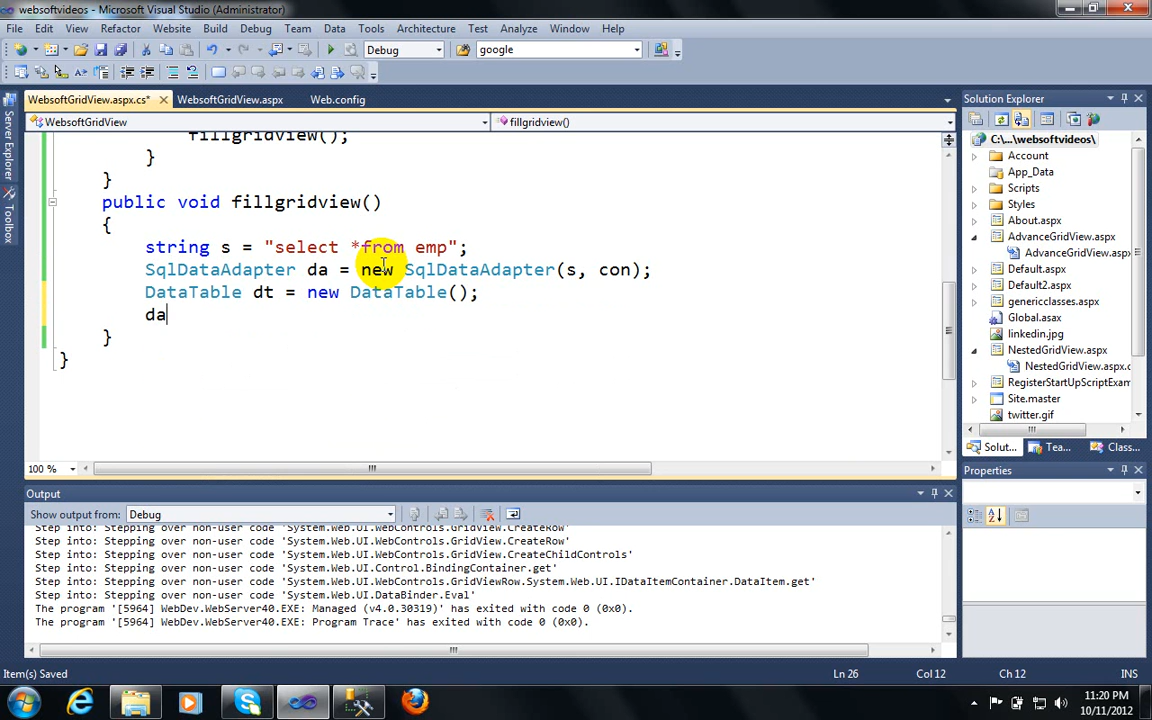 websoftvideos - Microsoft Visual Studio (Administrator)
File Edit View Refactor Website Build Debug Team Data Tools Architecture Test Analyze Window Help
Debug google
WebsoftGridView.aspx.cs* WebsoftGridView.aspx Web.config
WebsoftGridView fillgridview()
fillgridview();
}
}
public void fillgridview()
{
string s = "select *from emp";
SqlDataAdapter da = new SqlDataAdapter(s, con);
DataTable dt = new DataTable();
da
}
}
100 %
Server Explorer
Toolbox
Solution Explorer
C:\...\websoftvideos\
Account
App_Data
Scripts
Styles
About.aspx
AdvanceGridView.aspx
AdvanceGridView.as
Default.aspx
Default2.aspx
genericclasses.aspx
Global.asax
linkedin.jpg
NestedGridView.aspx
NestedGridView.aspx.c
RegisterStartUpScriptExam
Site.master
twitter.gif
Solut... Tea... Class...
Properties
Output
Show output from: Debug
Step into: Stepping over non-user code 'System.Web.UI.WebControls.GridView.CreateRow'
Step into: Stepping over non-user code 'System.Web.UI.WebControls.GridView.CreateRow'
Step into: Stepping over non-user code 'System.Web.UI.WebControls.GridView.CreateChildControls'
Step into: Stepping over non-user code 'System.Web.UI.Control.BindingContainer.get'
Step into: Stepping over non-user code 'System.Web.UI.WebControls.GridViewRow.System.Web.UI.IDataItemContainer.DataItem.get'
Step into: Stepping over non-user code 'System.Web.UI.DataBinder.Eval'
The program '[5964] WebDev.WebServer40.EXE: Managed (v4.0.30319)' has exited with code 0 (0x0).
The program '[5964] WebDev.WebServer40.EXE: Program Trace' has exited with code 0 (0x0).
Item(s) Saved Ln 26 Col 12 Ch 12 INS
11:20 PM
10/11/2012